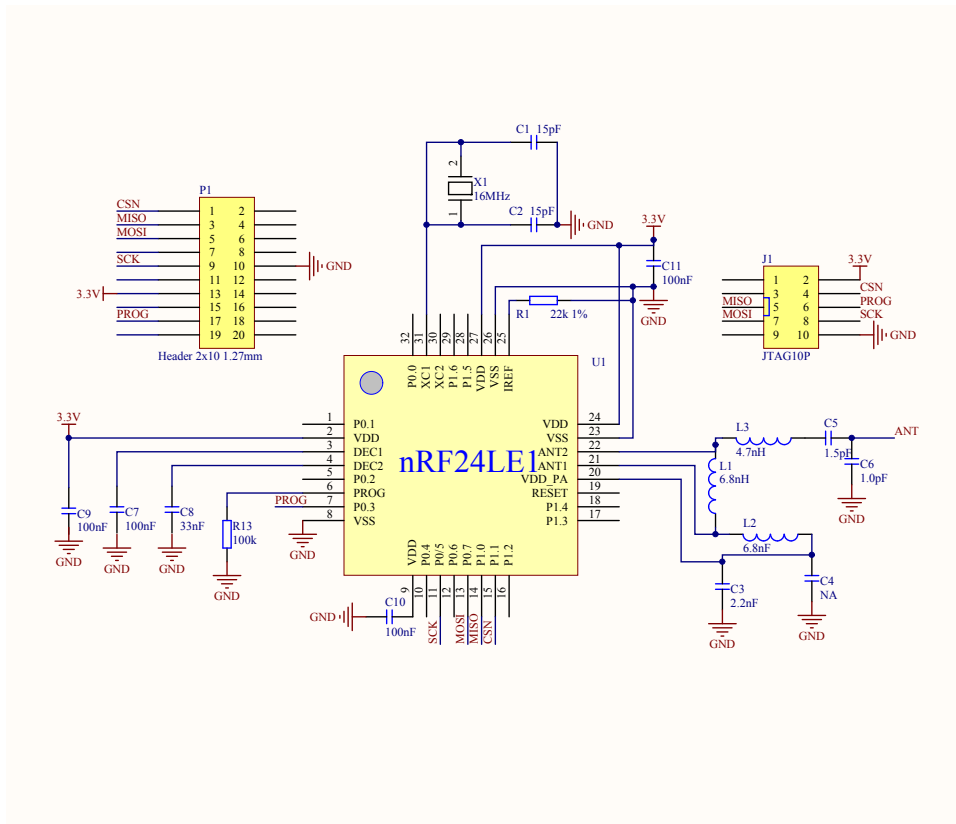 C1 15pF
2
X1
16MHz
1
C2 15pF
GND
P1
CSN 1 2
MISO 3 4
MOSI 5 6
7 8
SCK 9 10 GND
11 12
3.3V 13 14
15 16
PROG 17 18
19 20
Header 2x10 1.27mm
3.3V
C11
100nF
GND
R1 22k 1%
J1
3.3V
1 2
3 4 CSN
MISO 5 6 PROG
MOSI 7 8 SCK
9 10 GND
JTAG10P
32 31 30 29 28 27 26 25
P0.0 XC1 XC2 P1.6 P1.5 VDD VSS IREF
U1
nRF24LE1
1 P0.1
2 VDD
3 DEC1
4 DEC2
5 P0.2
6 PROG
PROG 7 P0.3
8 VSS
VDD 24
VSS 23
ANT2 22
ANT1 21
VDD_PA 20
RESET 19
P1.4 18
P1.3 17
VDD P0.4 P0/5 P0.6 P0.7 P1.0 P1.1 P1.2
9 10 11 12 13 14 15 16
SCK MOSI MISO CSN
3.3V
C9
100nF
GND
C7
100nF
GND
C8
33nF
GND
R13
100k
GND
GND
GND
C10
100nF
L3
4.7nH
C5
1.5pF
ANT
C6
1.0pF
GND
L1
6.8nH
L2
6.8nF
C3
2.2nF
GND
C4
NA
GND